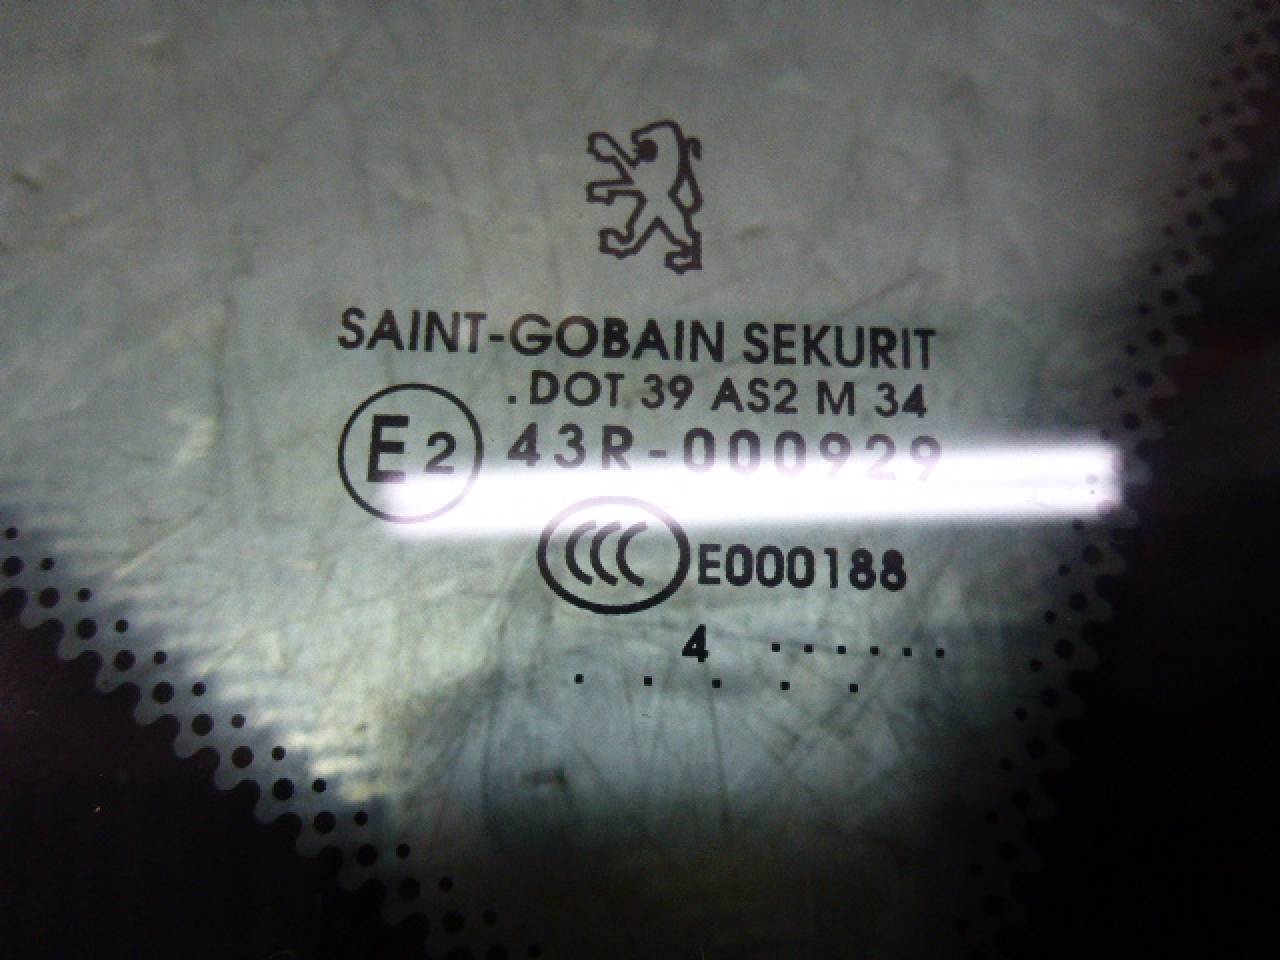 SAINT-GOBAIN SEKURIT
.DOT 39 AS2 M 34
E2 43R-000929
CCC E000188
4 ......
. . . . .